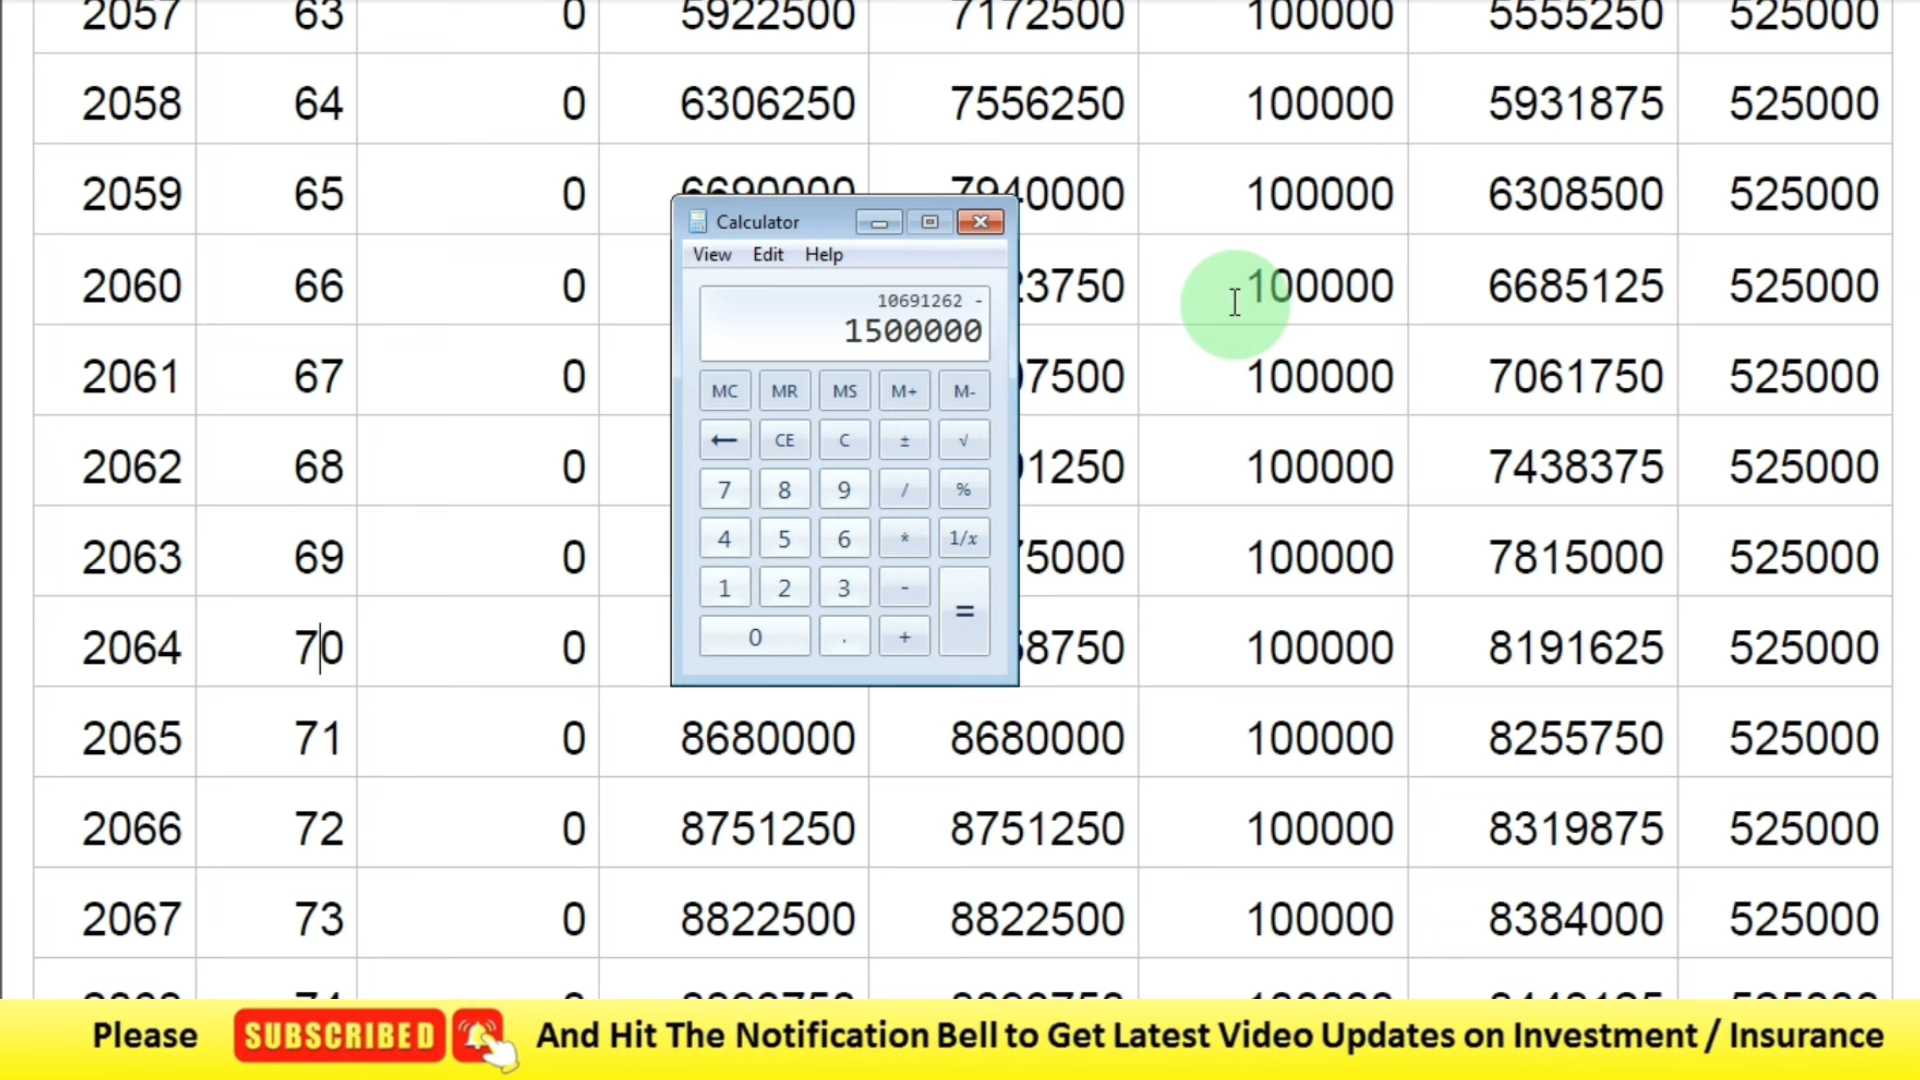 2057 63 0 5922500 7172500 100000 5555250 525000
2058 64 0 6306250 7556250 100000 5931875 525000
2059 65 0 6690000 7940000 100000 6308500 525000
2060 66 0 23750 100000 6685125 525000
2061 67 0 7500 100000 7061750 525000
2062 68 0 1250 100000 7438375 525000
2063 69 0 75000 100000 7815000 525000
2064 70 0 58750 100000 8191625 525000
2065 71 0 8680000 8680000 100000 8255750 525000
2066 72 0 8751250 8751250 100000 8319875 525000
2067 73 0 8822500 8822500 100000 8384000 525000
Calculator
View Edit Help
10691262 -
1500000
MC MR MS M+ M-
← CE C ± √
7 8 9 / %
4 5 6 * 1/x
1 2 3 - =
0 . +
Please SUBSCRIBED And Hit The Notification Bell to Get Latest Video Updates on Investment / Insurance